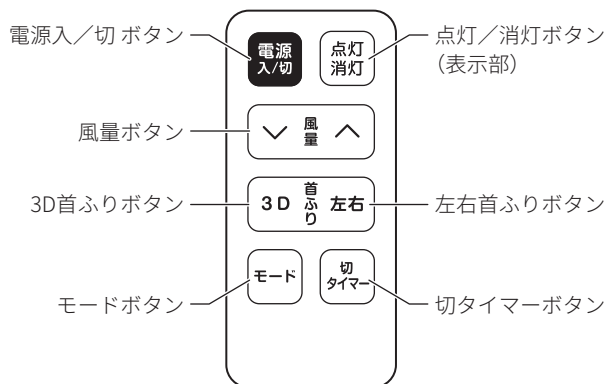 電源入／切 ボタン
電源
入/切
点灯
消灯
点灯／消灯ボタン
（表示部）
風量ボタン
風量
3D首ふりボタン
3D 首ふり 左右
左右首ふりボタン
モード
切
タイマー
モードボタン
切タイマーボタン